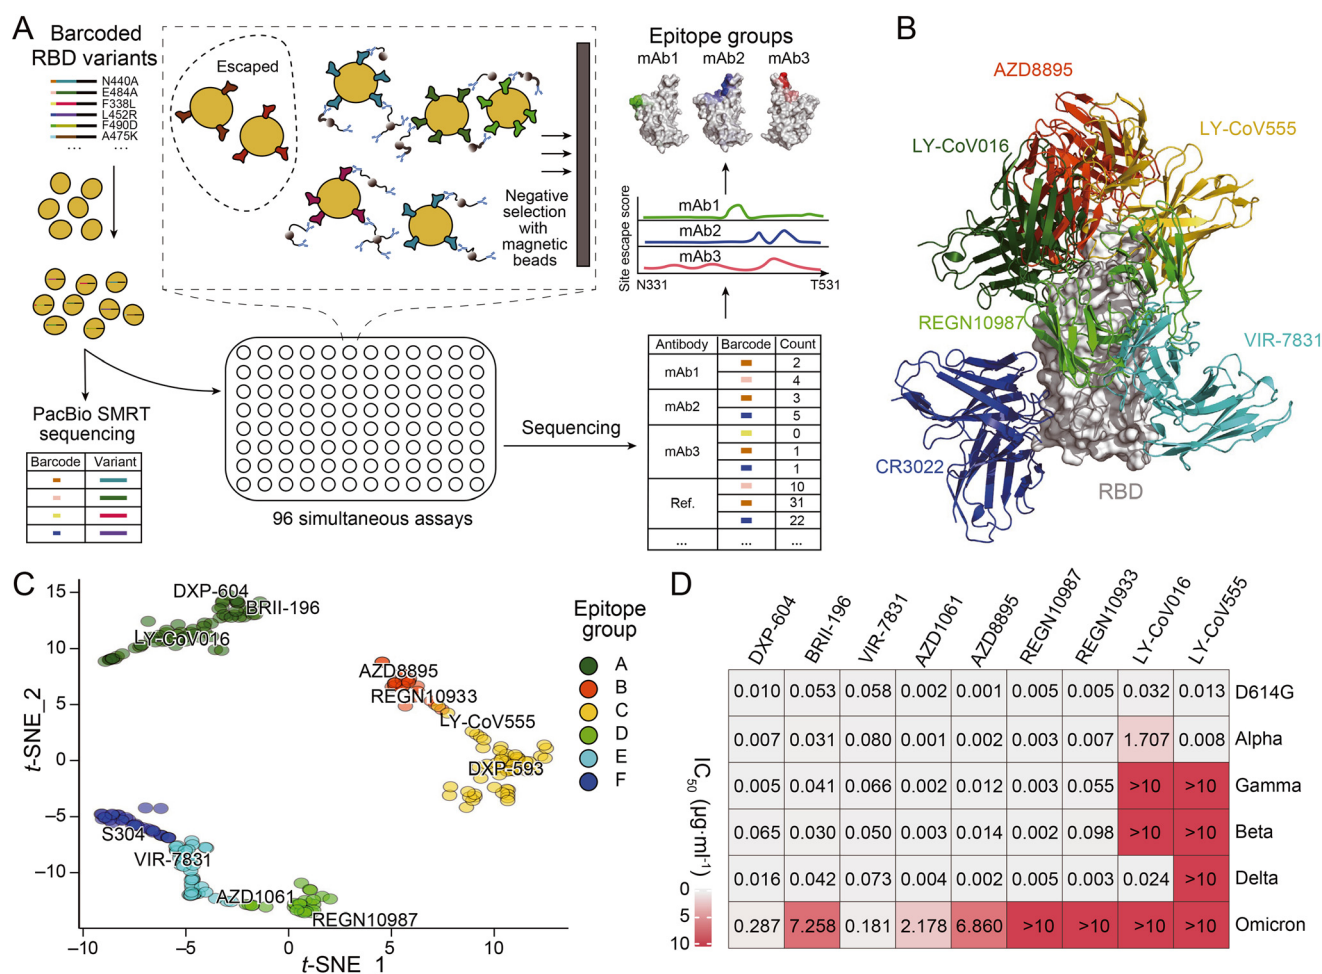 A
Barcoded
RBD variants
N440A
E484A
F338L
L452R
F490D
A475K
... ...
PacBio SMRT
sequencing
Barcode Variant
Escaped
Negative
selection
with
magnetic
beads
96 simultaneous assays
Sequencing
Epitope groups
mAb1 mAb2 mAb3
Site escape score
mAb1
mAb2
mAb3
N331 T531
Antibody Barcode Count
mAb1 2
4
mAb2 3
5
mAb3 0
1
1
Ref. 10
31
22
... ... ...
B
AZD8895
LY-CoV555
LY-CoV016
REGN10987
VIR-7831
CR3022
RBD
C
t-SNE_2
15
10
5
0
−5
−10
DXP-604
BRII-196
LY-CoV016
AZD8895
REGN10933
LY-CoV555
DXP-593
S304
VIR-7831
AZD1061
REGN10987
−10 −5 0 5 10
t-SNE_1
Epitope
group
A
B
C
D
E
F
D
DXP-604 BRII-196 VIR-7831 AZD1061 AZD8895 REGN10987 REGN10933 LY-CoV016 LY-CoV555
0.010 0.053 0.058 0.002 0.001 0.005 0.005 0.032 0.013 D614G
0.007 0.031 0.080 0.001 0.002 0.003 0.007 1.707 0.008 Alpha
0.005 0.041 0.066 0.002 0.012 0.003 0.055 >10 >10 Gamma
0.065 0.030 0.050 0.003 0.014 0.002 0.098 >10 >10 Beta
0.016 0.042 0.073 0.004 0.002 0.005 0.003 0.024 >10 Delta
0.287 7.258 0.181 2.178 6.860 >10 >10 >10 >10 Omicron
IC50 (μg·ml-1)
0
5
10